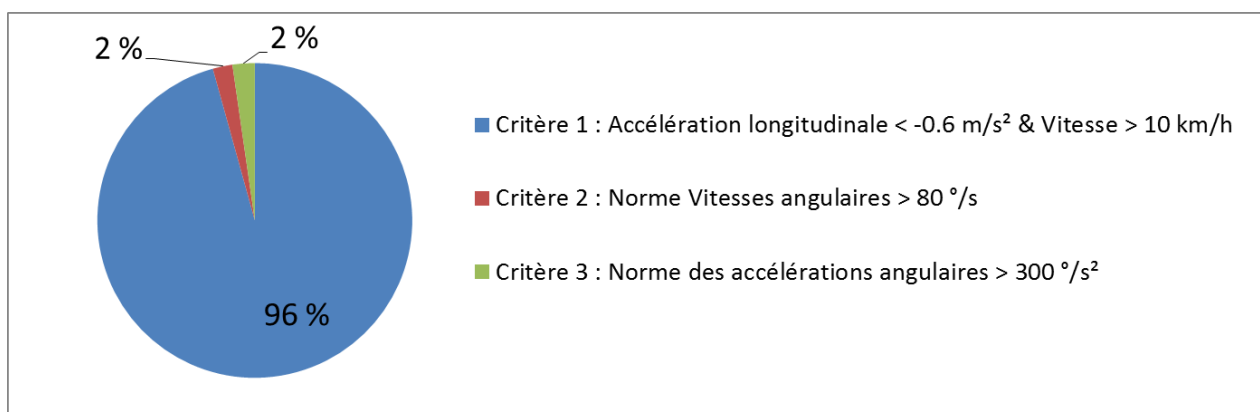 2 %
2 %
96 %
Critère 1 : Accélération longitudinale < -0.6 m/s² & Vitesse > 10 km/h
Critère 2 : Norme Vitesses angulaires > 80 °/s
Critère 3 : Norme des accélérations angulaires > 300 °/s²